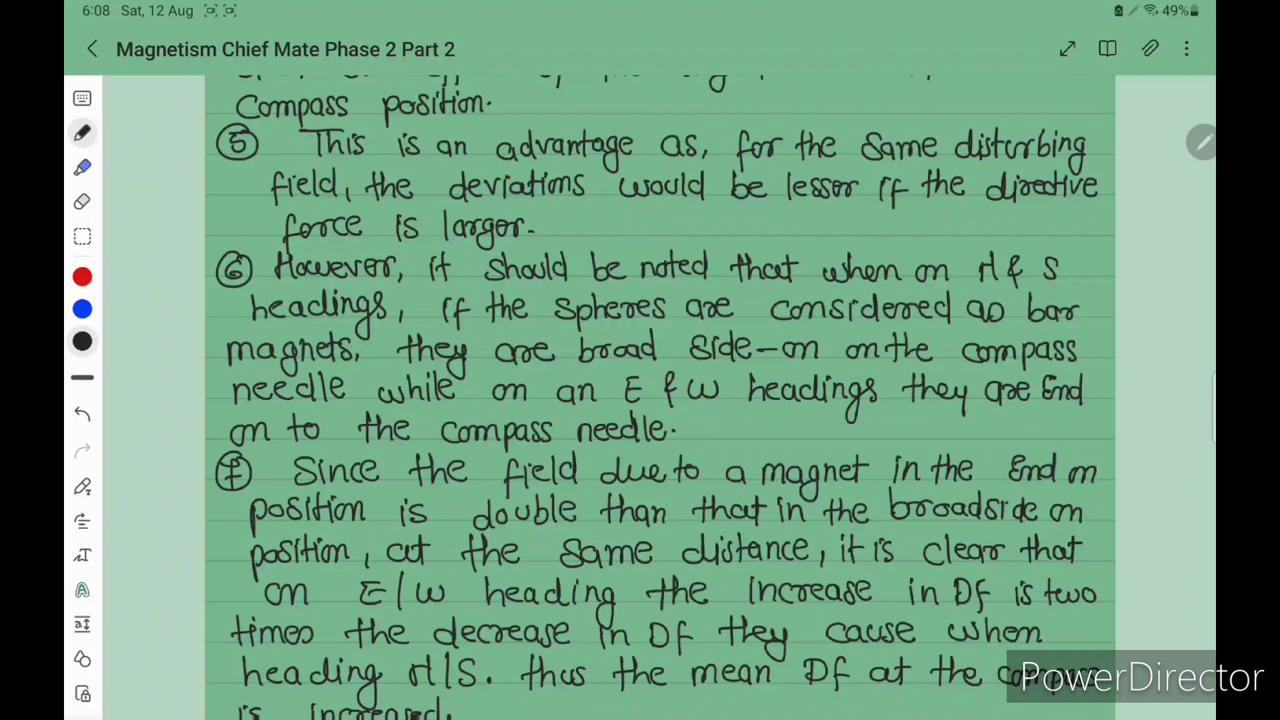 6:08 Sat, 12 Aug
49%
Magnetism Chief Mate Phase 2 Part 2
Compass position.
⑤ This is an advantage as, for the same disturbing
field, the deviations would be lesser if the directive
force is larger.
⑥ However, it should be noted that when on N & S
headings, if the spheres are considered as bar
magnets, they are broad side-on on the compass
needle while on an E & W headings they are End
on to the compass needle.
⑦ Since the field due to a magnet in the End on
position is double than that in the broadside on
position, at the same distance, it is clear that
on E/W heading the increase in DF is two
times the decrease in DF they cause when
heading N/S. thus the mean DF at the compass
is increased.
PowerDirector